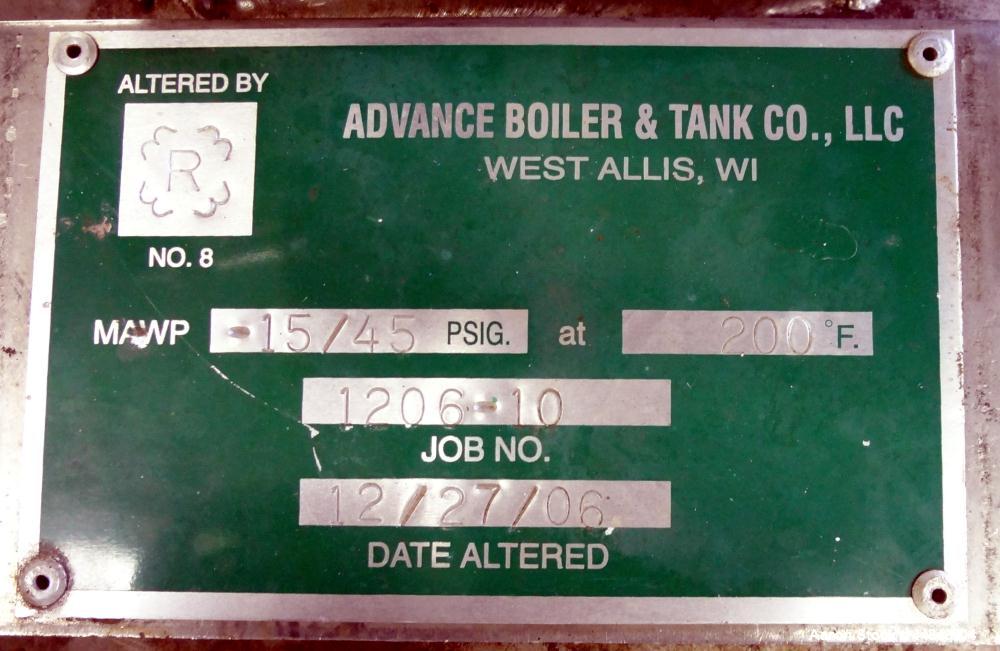 ALTERED BY
R
NO. 8
ADVANCE BOILER & TANK CO., LLC
WEST ALLIS, WI
MAWP -15/45 PSIG. at 200 °F.
1206-10
JOB NO.
12/27/06
DATE ALTERED